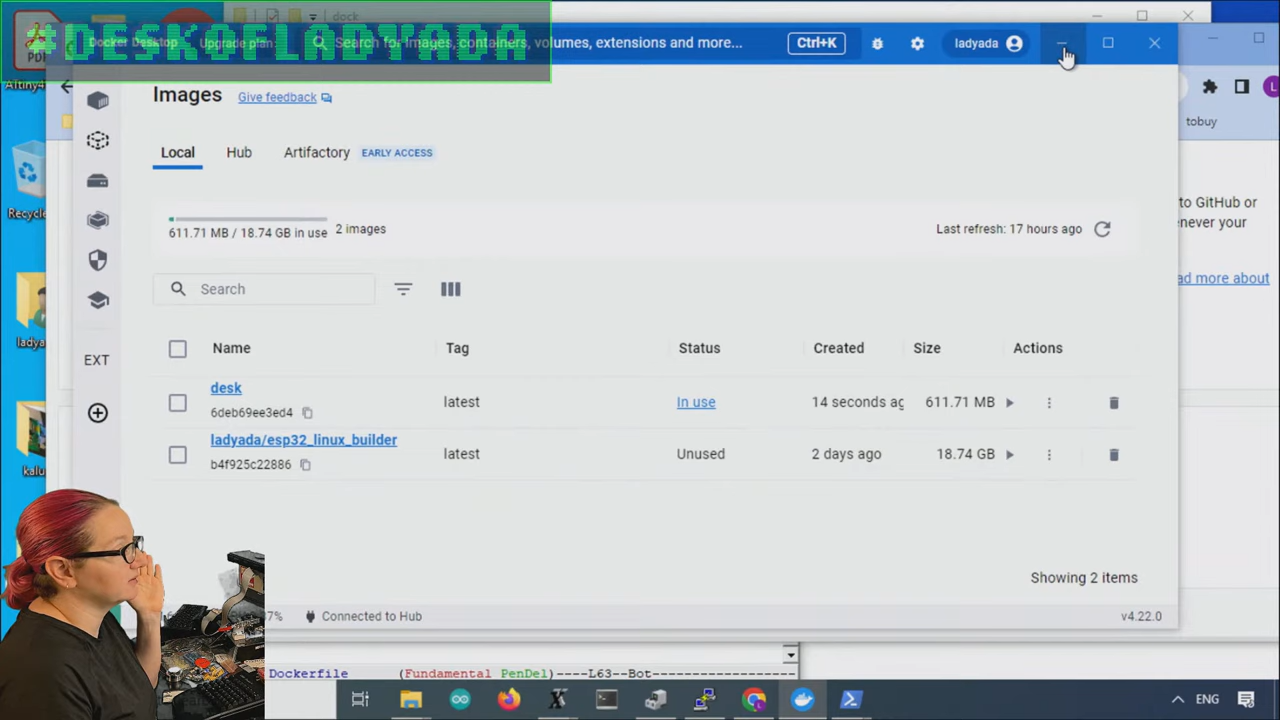 dock
#DESKOFLADYADA
Docker Desktop
Upgrade plan
Search for images, containers, volumes, extensions and more...
Ctrl+K
ladyada
PDF
tobuy
Images
Give feedback
Local
Hub
Artifactory
EARLY ACCESS
to GitHub or
never your
ad more about
611.71 MB / 18.74 GB in use
2 images
Last refresh: 17 hours ago
Search
Recycle
ladya
kalu
EXT
Name
Tag
Status
Created
Size
Actions
desk
6deb69ee3ed4
latest
In use
14 seconds ag
611.71 MB
ladyada/esp32_linux_builder
b4f925c22886
latest
Unused
2 days ago
18.74 GB
Showing 2 items
Connected to Hub
v4.22.0
Dockerfile (Fundamental PenDel)----L63--Bot------------------
ENG